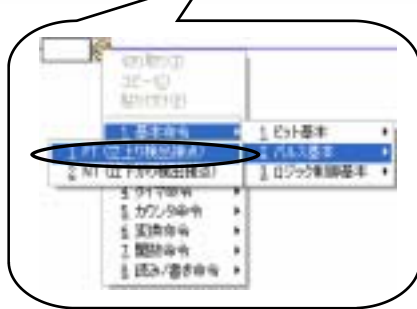 切り取り(T)
コピー(C)
貼り付け(P)
1 基本命令
1 ビット基本
1 PT (立上り検出接点)
2 パルス基本
2 NT (立下がり検出接点)
3 ロジック制御基本
4 タイマ命令
5 カウンタ命令
6 変換命令
7 関数命令
8 読み/書き命令